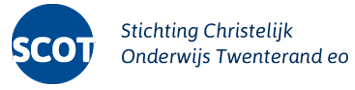 SCOT
Stichting Christelijk
Onderwijs Twenterand eo